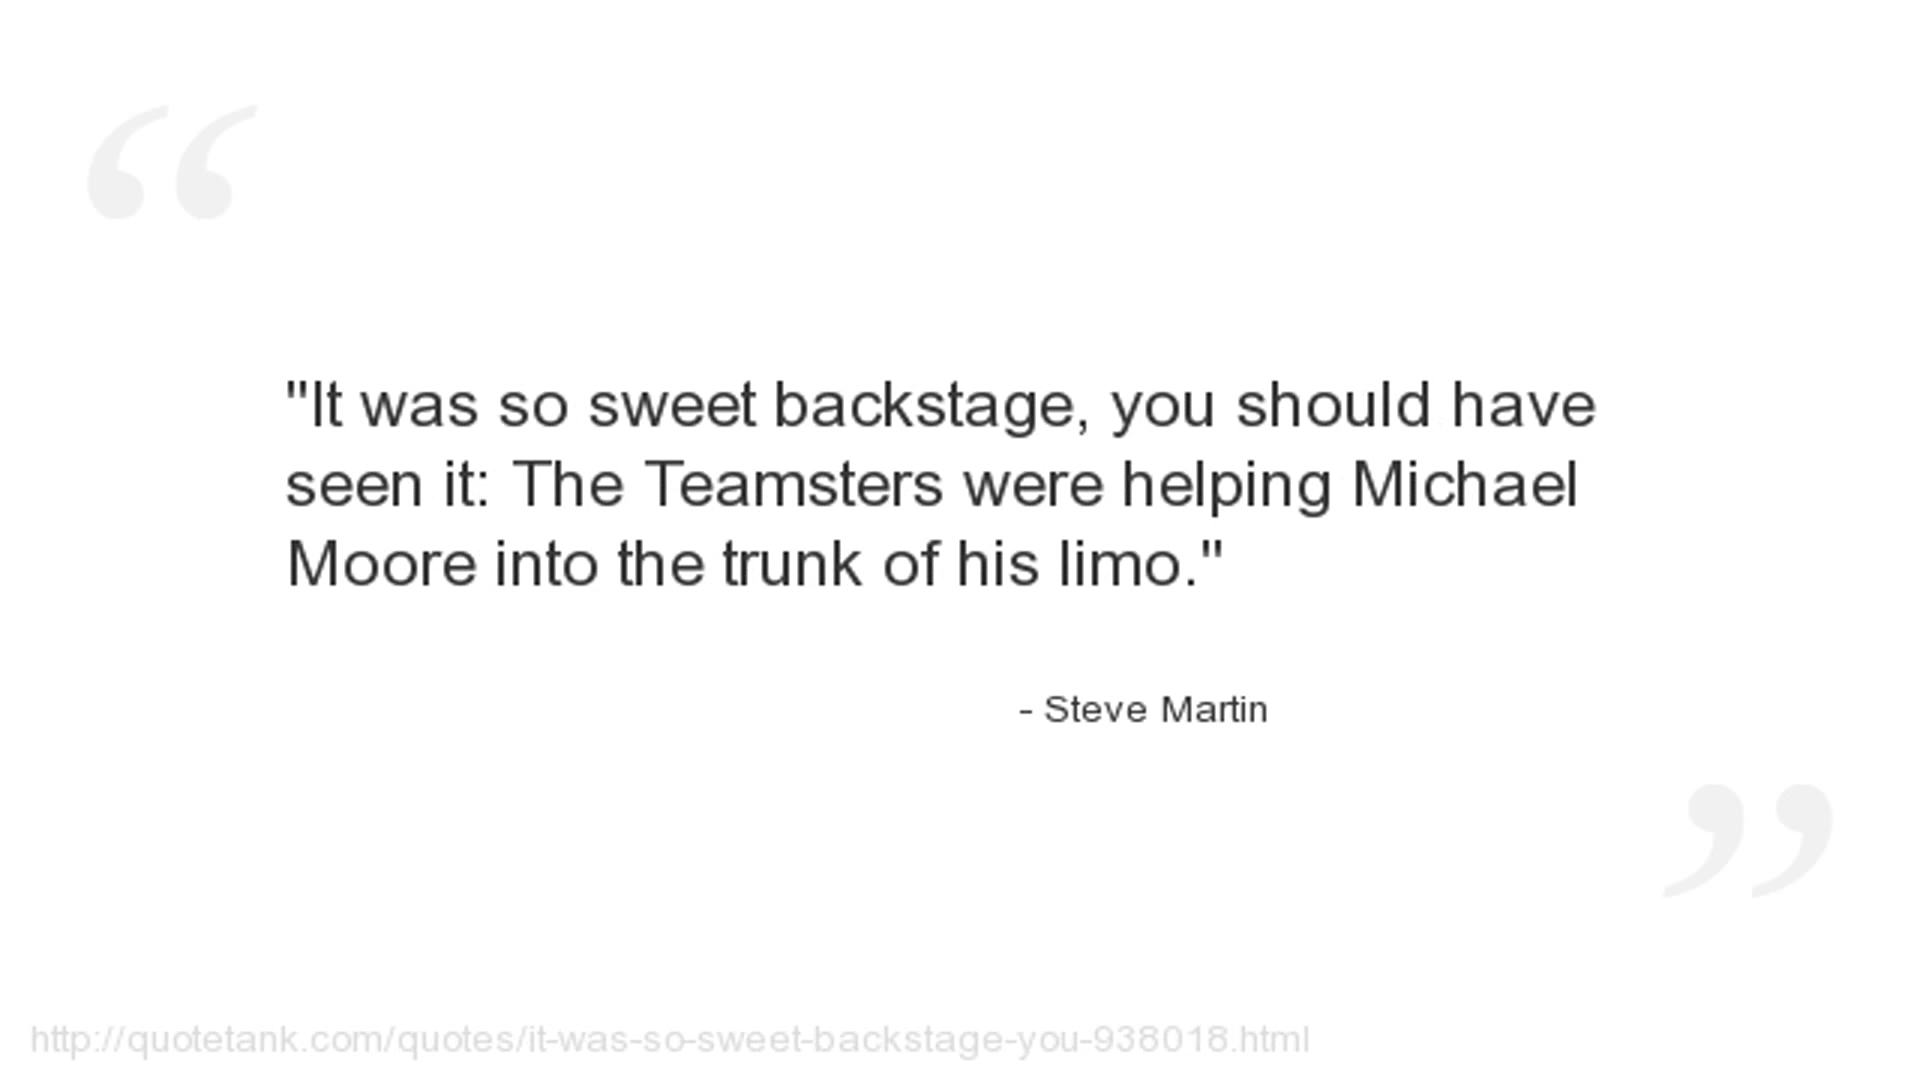 "It was so sweet backstage, you should have
seen it: The Teamsters were helping Michael
Moore into the trunk of his limo."
- Steve Martin
http://quotetank.com/quotes/it-was-so-sweet-backstage-you-938018.html